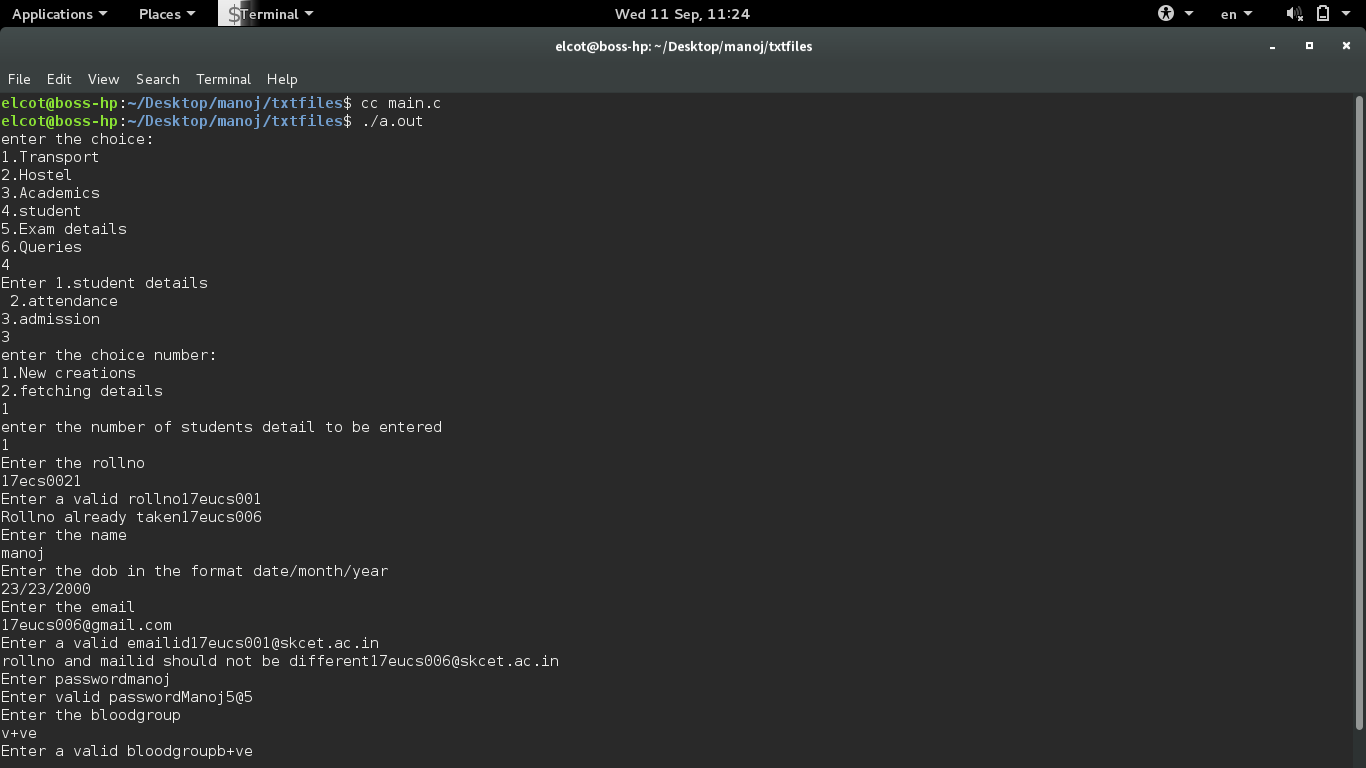 Applications Places Terminal Wed 11 Sep, 11:24 en
elcot@boss-hp: ~/Desktop/manoj/txtfiles
File Edit View Search Terminal Help
elcot@boss-hp:~/Desktop/manoj/txtfiles$ cc main.c
elcot@boss-hp:~/Desktop/manoj/txtfiles$ ./a.out
enter the choice:
1.Transport
2.Hostel
3.Academics
4.student
5.Exam details
6.Queries
4
Enter 1.student details
 2.attendance
3.admission
3
enter the choice number:
1.New creations
2.fetching details
1
enter the number of students detail to be entered
1
Enter the rollno
17ecs0021
Enter a valid rollno17eucs001
Rollno already taken17eucs006
Enter the name
manoj
Enter the dob in the format date/month/year
23/23/2000
Enter the email
17eucs006@gmail.com
Enter a valid emailid17eucs001@skcet.ac.in
rollno and mailid should not be different17eucs006@skcet.ac.in
Enter passwordmanoj
Enter valid passwordManoj5@5
Enter the bloodgroup
v+ve
Enter a valid bloodgroupb+ve